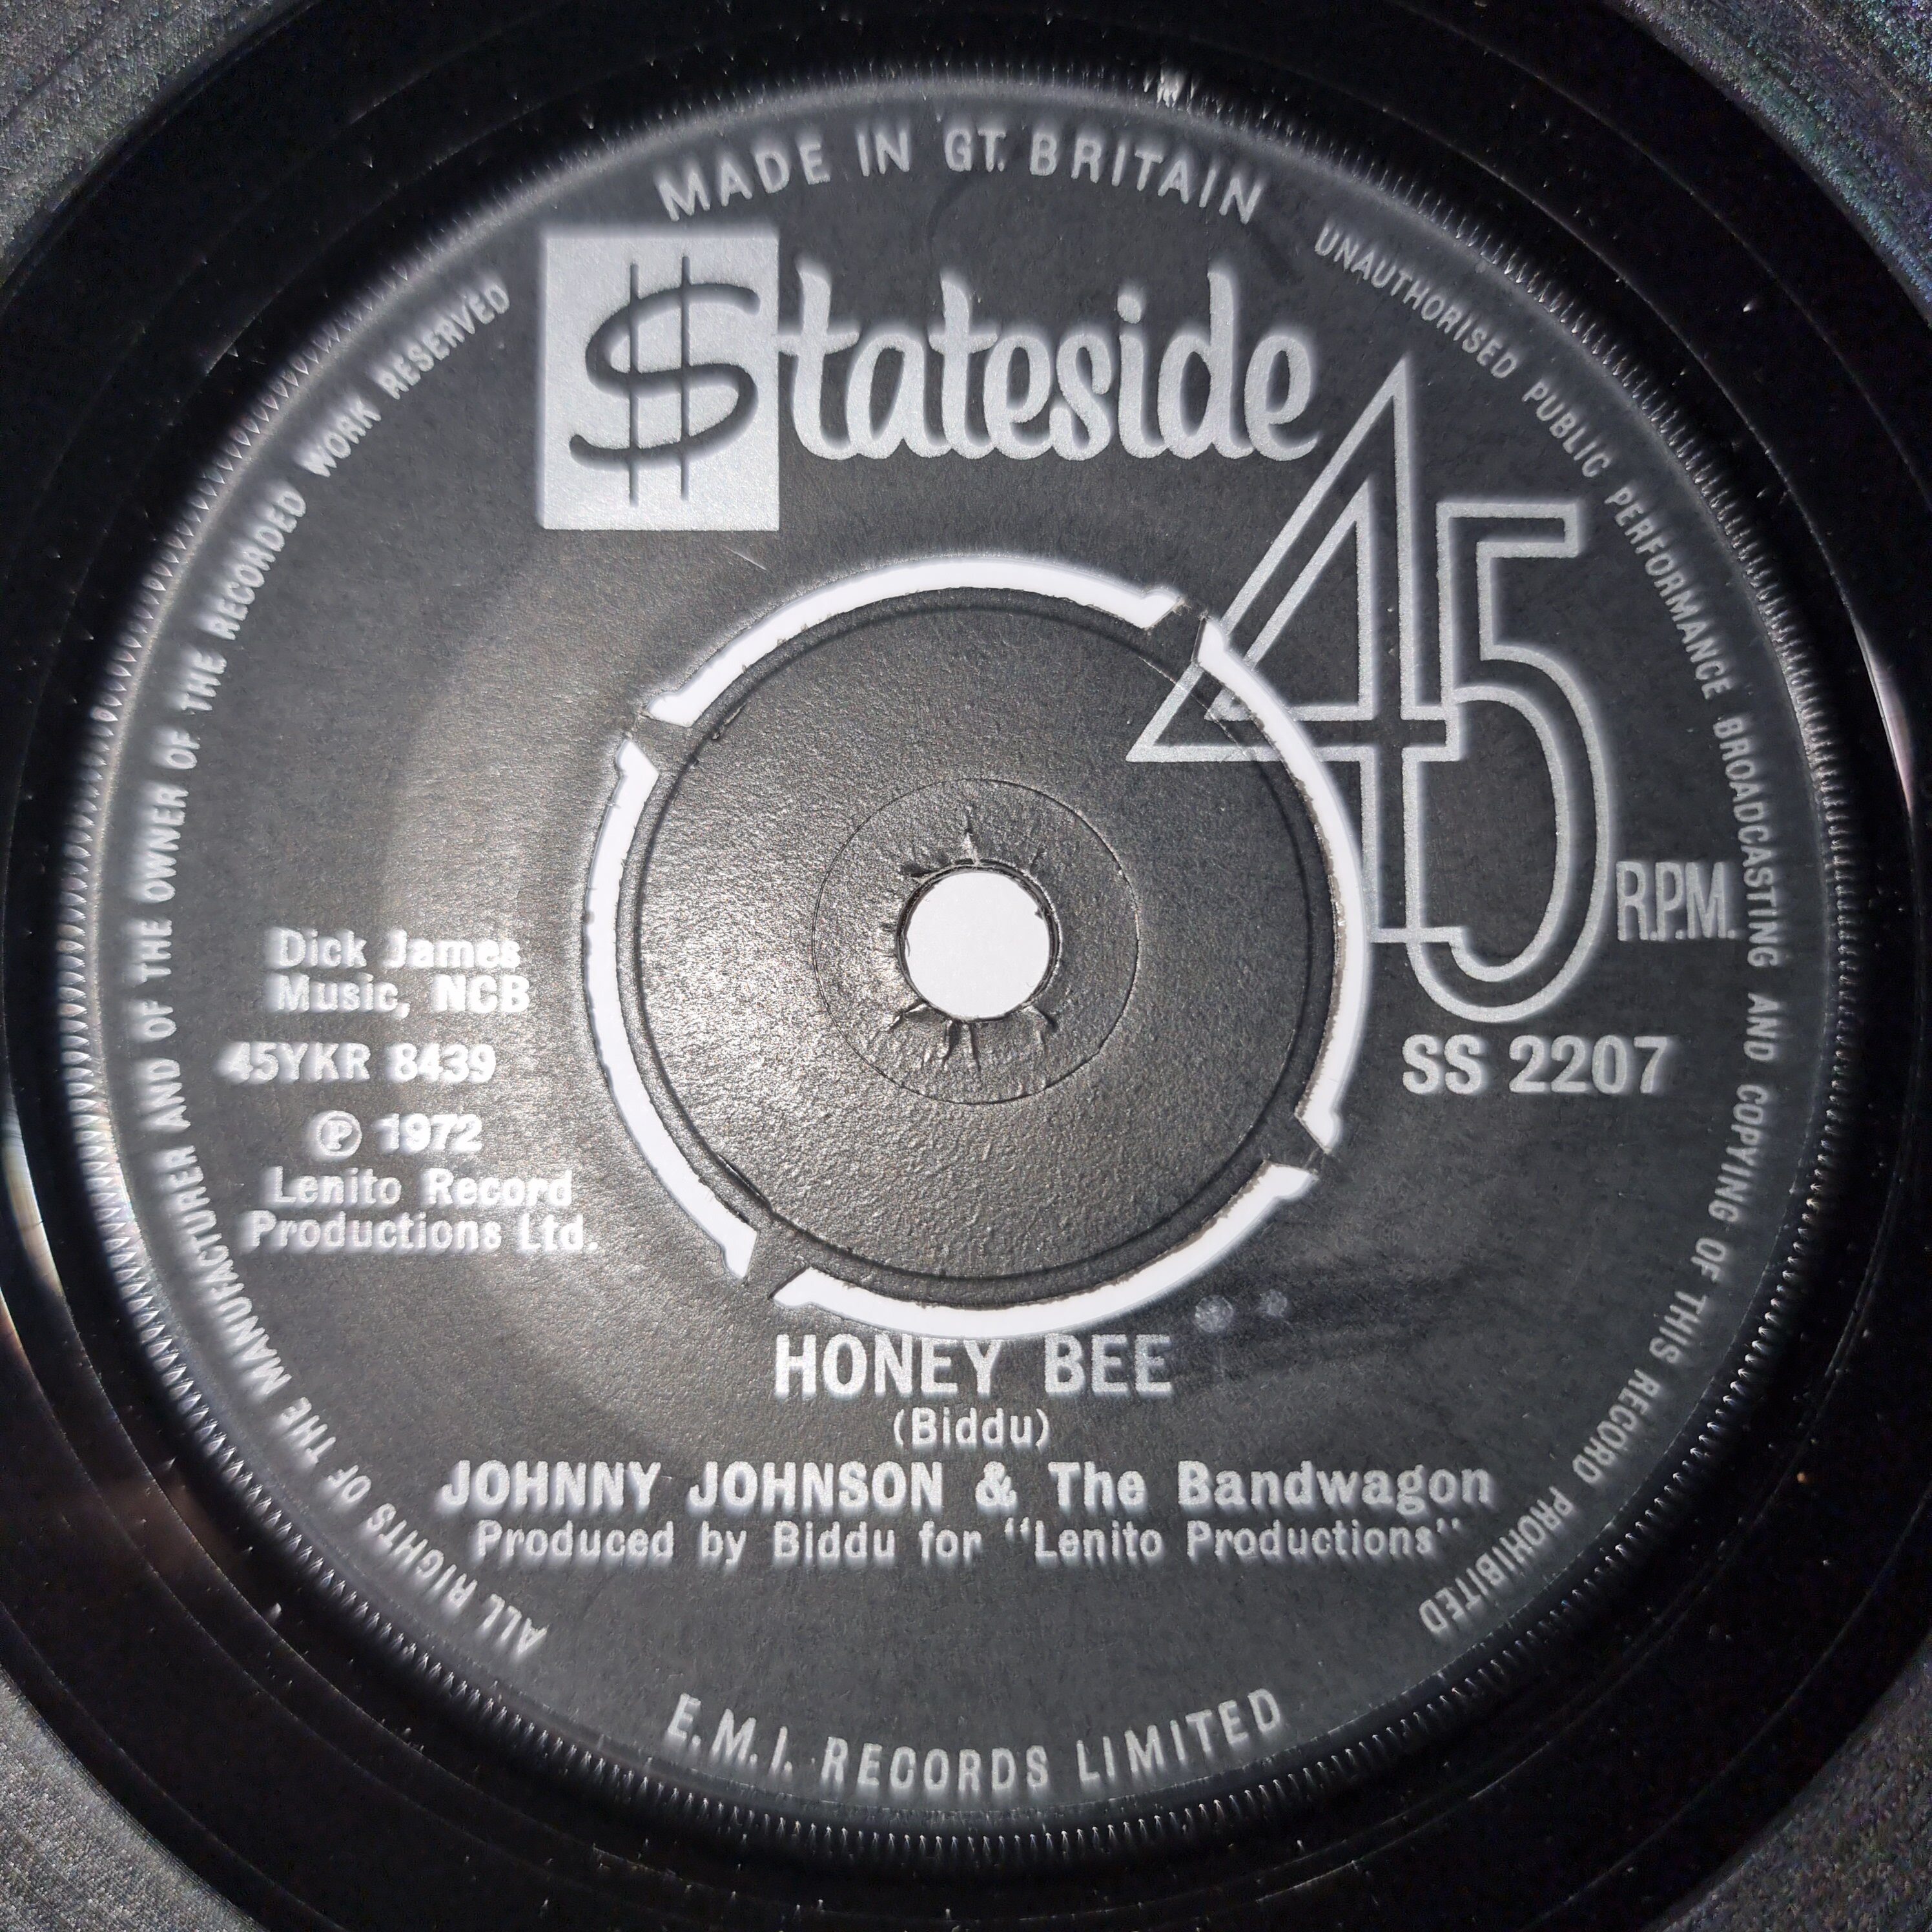 MADE IN GT. BRITAIN
$tateside
45
R.P.M.
Dick James
Music, NCB
45YKR 8439
Ⓟ 1972
Lenito Record
Productions Ltd.
SS 2207
HONEY BEE
(Biddu)
JOHNNY JOHNSON & The Bandwagon
Produced by Biddu for "Lenito Productions"
E.M.I. RECORDS LIMITED
ALL RIGHTS OF THE MANUFACTURER AND OF THE OWNER OF THE RECORDED WORK RESERVED
UNAUTHORISED PUBLIC PERFORMANCE BROADCASTING AND COPYING OF THIS RECORD PROHIBITED